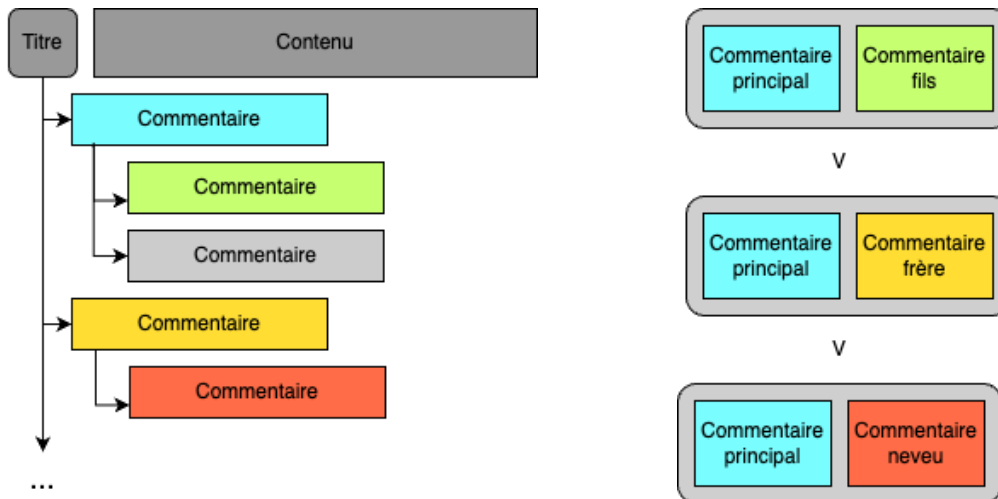 Titre
Contenu
Commentaire
Commentaire
Commentaire
Commentaire
Commentaire
...
Commentaire
principal
Commentaire
fils
v
Commentaire
principal
Commentaire
frère
v
Commentaire
principal
Commentaire
neveu